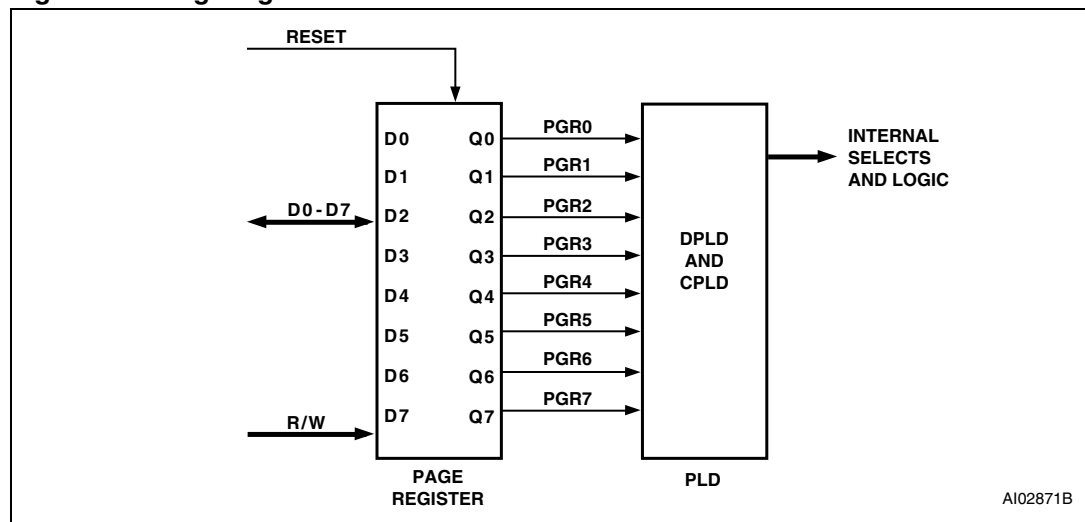 RESET
D0 Q0 PGR0
D1 Q1 PGR1
D0-D7 D2 Q2 PGR2
D3 Q3 PGR3
D4 Q4 PGR4
D5 Q5 PGR5
D6 Q6 PGR6
R/W D7 Q7 PGR7
DPLD
AND
CPLD
INTERNAL
SELECTS
AND LOGIC
PAGE
REGISTER
PLD
AI02871B